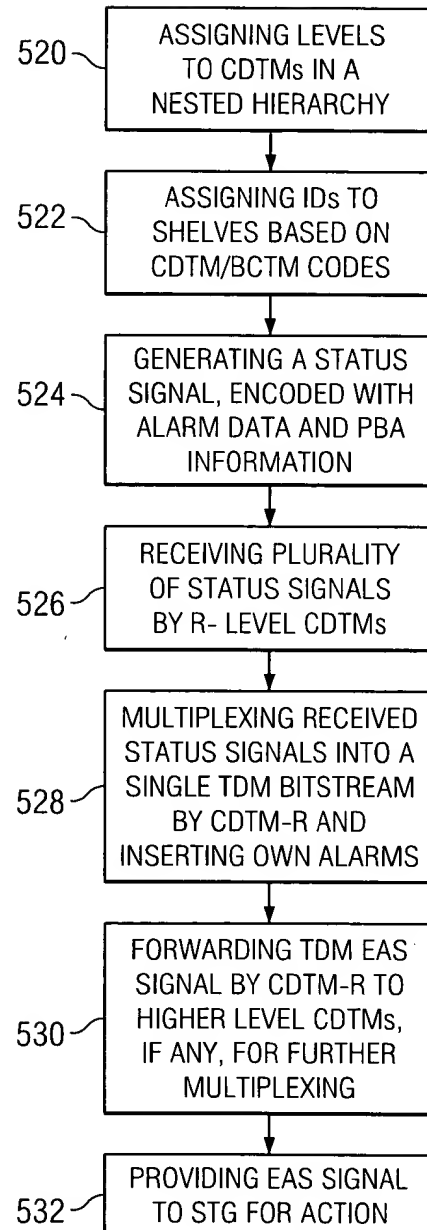 520
ASSIGNING LEVELS
TO CDTMs IN A
NESTED HIERARCHY
522
ASSIGNING IDs TO
SHELVES BASED ON
CDTM/BCTM CODES
524
GENERATING A STATUS
SIGNAL, ENCODED WITH
ALARM DATA AND PBA
INFORMATION
526
RECEIVING PLURALITY
OF STATUS SIGNALS
BY R- LEVEL CDTMs
528
MULTIPLEXING RECEIVED
STATUS SIGNALS INTO A
SINGLE TDM BITSTREAM
BY CDTM-R AND
INSERTING OWN ALARMS
530
FORWARDING TDM EAS
SIGNAL BY CDTM-R TO
HIGHER LEVEL CDTMs,
IF ANY, FOR FURTHER
MULTIPLEXING
532
PROVIDING EAS SIGNAL
TO STG FOR ACTION